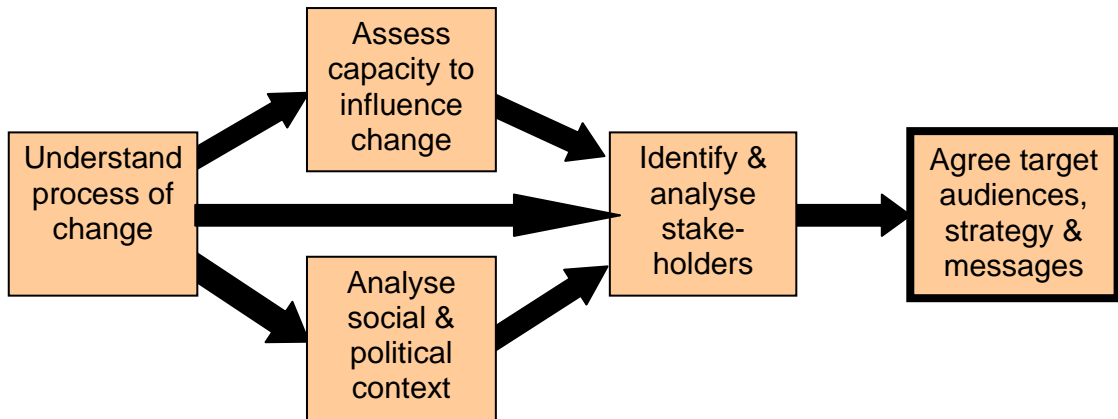 Understand
process of
change
Assess
capacity to
influence
change
Analyse
social &
political
context
Identify &
analyse
stake-
holders
Agree target
audiences,
strategy &
messages